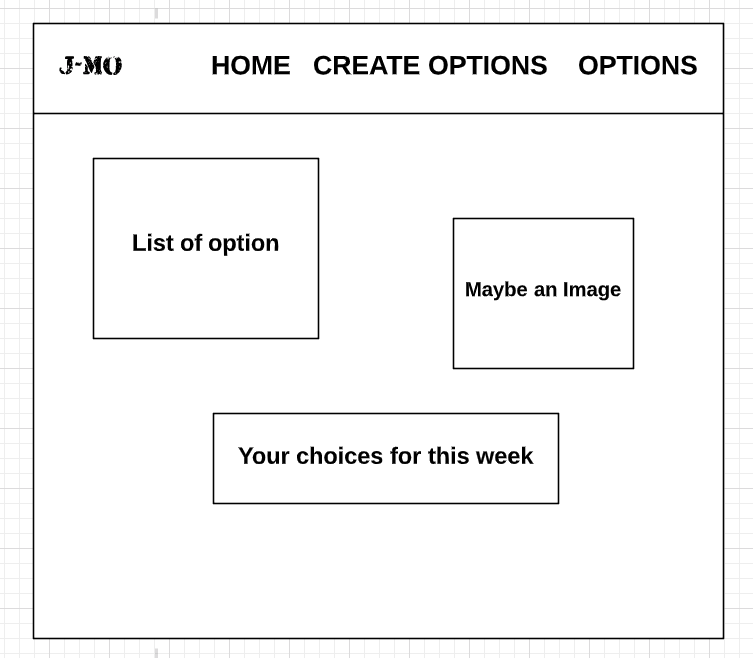 J-MO HOME CREATE OPTIONS OPTIONS
List of option
Maybe an Image
Your choices for this week